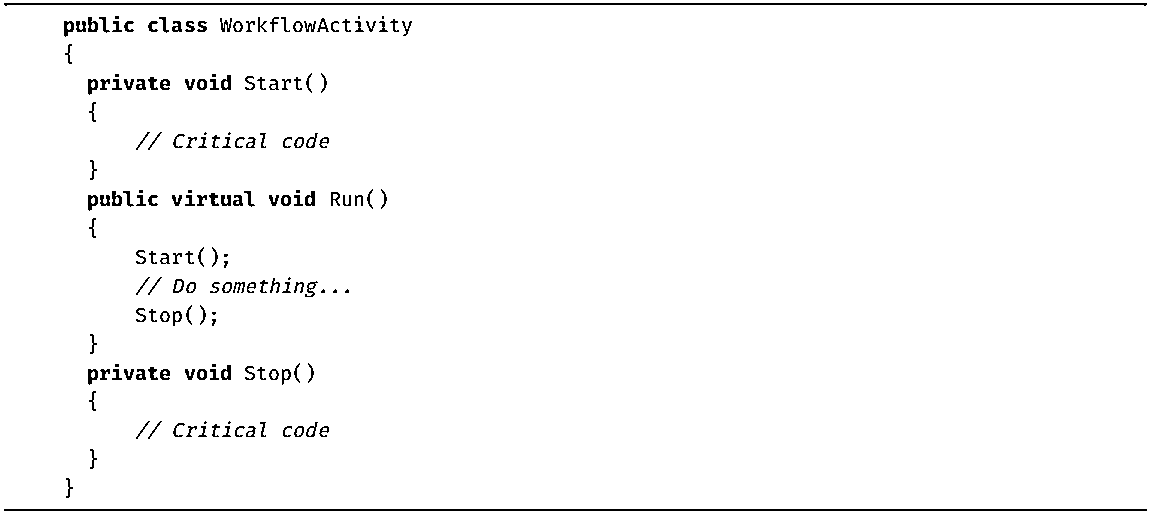 public class WorkflowActivity
{
  private void Start()
  {
      // Critical code
  }
  public virtual void Run()
  {
      Start();
      // Do something...
      Stop();
  }
  private void Stop()
  {
      // Critical code
  }
}